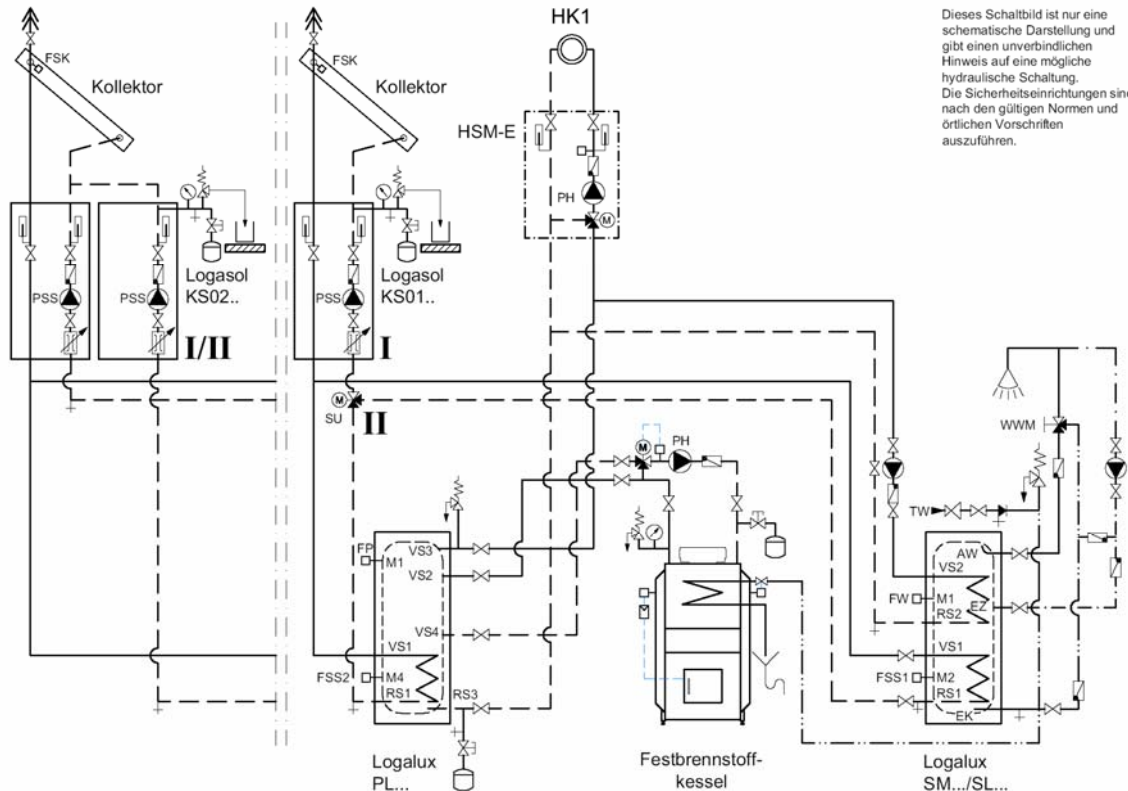 HK1
Dieses Schaltbild ist nur eine
schematische Darstellung und
gibt einen unverbindlichen
Hinweis auf eine mögliche
hydraulische Schaltung.
Die Sicherheitseinrichtungen sind
nach den gültigen Normen und
örtlichen Vorschriften
auszuführen.
FSK
Kollektor
FSK
Kollektor
HSM-E
PH
M
Logasol
KS02..
Logasol
KS01..
PSS
PSS
PSS
I/II
I
M
SU
II
M
PH
WWM
TW
FP
M1
VS3
VS2
VS4
VS1
FSS2
M4
RS1
RS3
AW
VS2
FW
M1
EZ
RS2
VS1
FSS1
M2
RS1
EK
Logalux
PL...
Festbrennstoff-
kessel
Logalux
SM.../SL...